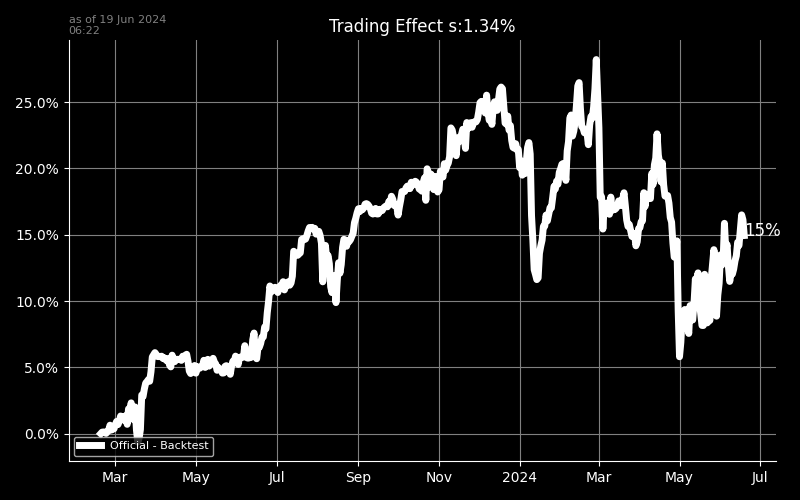 as of 19 Jun 2024
06:22
Trading Effect s:1.34%
25.0%
20.0%
15.0%
15%
10.0%
5.0%
0.0%
Official - Backtest
Mar May Jul Sep Nov 2024 Mar May Jul